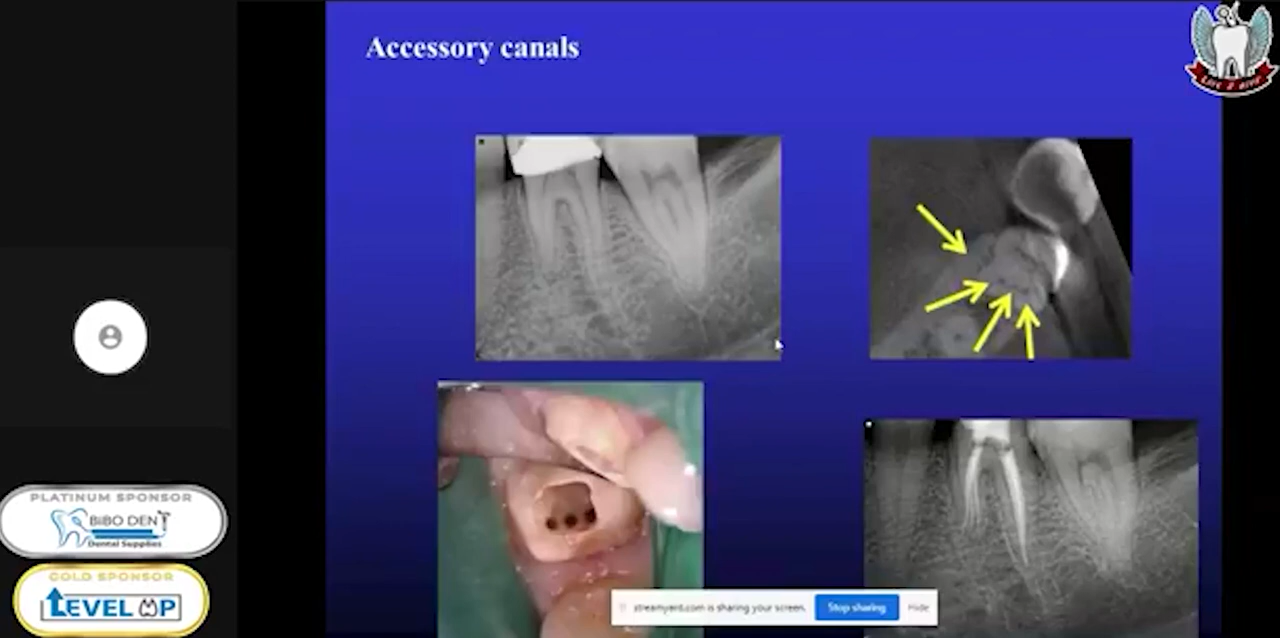 Accessory canals
PLATINUM SPONSOR
BiBO DENT
Dental Supplies
GOLD SPONSOR
LEVEL UP
streamyard.com is sharing your screen.
Stop sharing
Hide